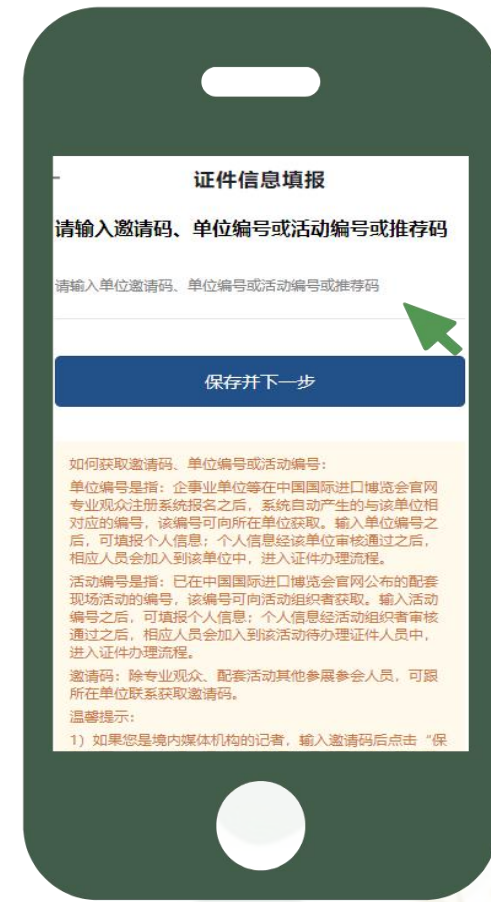 证件信息填报
请输入邀请码、单位编号或活动编号或推荐码
请输入单位邀请码、单位编号或活动编号或推荐码
保存并下一步
如何获取邀请码、单位编号或活动编号：
单位编号是指：企事业单位等在中国国际进口博览会官网
专业观众注册系统报名之后，系统自动产生的与该单位相
对应的编号，该编号可向所在单位获取。输入单位编号之
后，可填报个人信息；个人信息经该单位审核通过之后，
相应人员会加入到该单位中，进入证件办理流程。
活动编号是指：已在中国国际进口博览会官网公布的配套
现场活动的编号，该编号可向活动组织者获取。输入活动
编号之后，可填报个人信息；个人信息经活动组织者审核
通过之后，相应人员会加入到该活动待办理证件人员中，
进入证件办理流程。
邀请码：除专业观众、配套活动其他参展参会人员，可跟
所在单位联系获取邀请码。
温馨提示：
1）如果您是境内媒体机构的记者，输入邀请码后点击“保